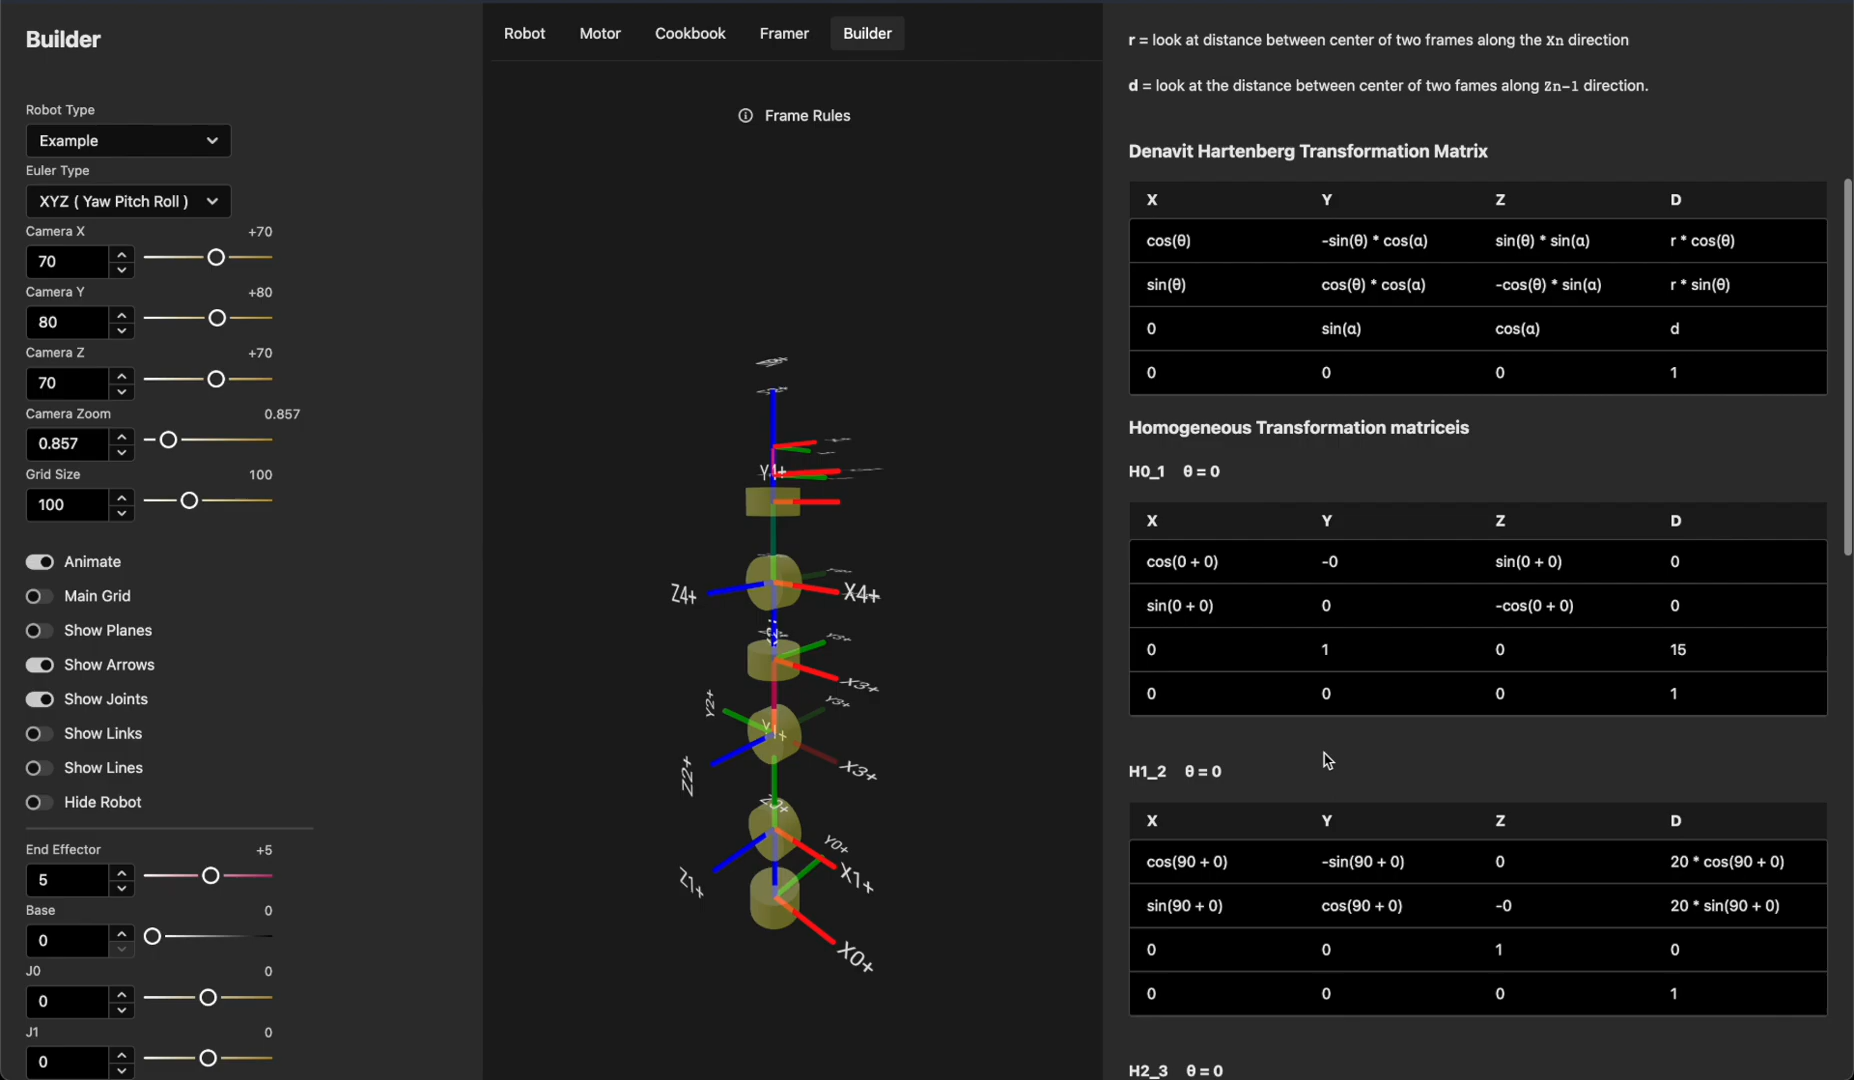 Builder
Robot Type
Example
Euler Type
XYZ ( Yaw Pitch Roll )
Camera X +70
70
Camera Y +80
80
Camera Z +70
70
Camera Zoom 0.857
0.857
Grid Size 100
100
Animate
Main Grid
Show Planes
Show Arrows
Show Joints
Show Links
Show Lines
Hide Robot
End Effector +5
5
Base 0
0
J0 0
0
J1 0
0
Robot Motor Cookbook Framer Builder
Frame Rules
Z4+ X4+
Y3+
X3+
Y2+ Y3+
Z2+ X3+
Y0+
Z1+ X1+
X0+
r = look at distance between center of two frames along the Xn direction
d = look at the distance between center of two fames along Zn-1 direction.
Denavit Hartenberg Transformation Matrix
X Y Z D
cos(θ) -sin(θ) * cos(α) sin(θ) * sin(α) r * cos(θ)
sin(θ) cos(θ) * cos(α) -cos(θ) * sin(α) r * sin(θ)
0 sin(α) cos(α) d
0 0 0 1
Homogeneous Transformation matriceis
H0_1 θ = 0
X Y Z D
cos(0 + 0) -0 sin(0 + 0) 0
sin(0 + 0) 0 -cos(0 + 0) 0
0 1 0 15
0 0 0 1
H1_2 θ = 0
X Y Z D
cos(90 + 0) -sin(90 + 0) 0 20 * cos(90 + 0)
sin(90 + 0) cos(90 + 0) -0 20 * sin(90 + 0)
0 0 1 0
0 0 0 1
H2_3 θ = 0